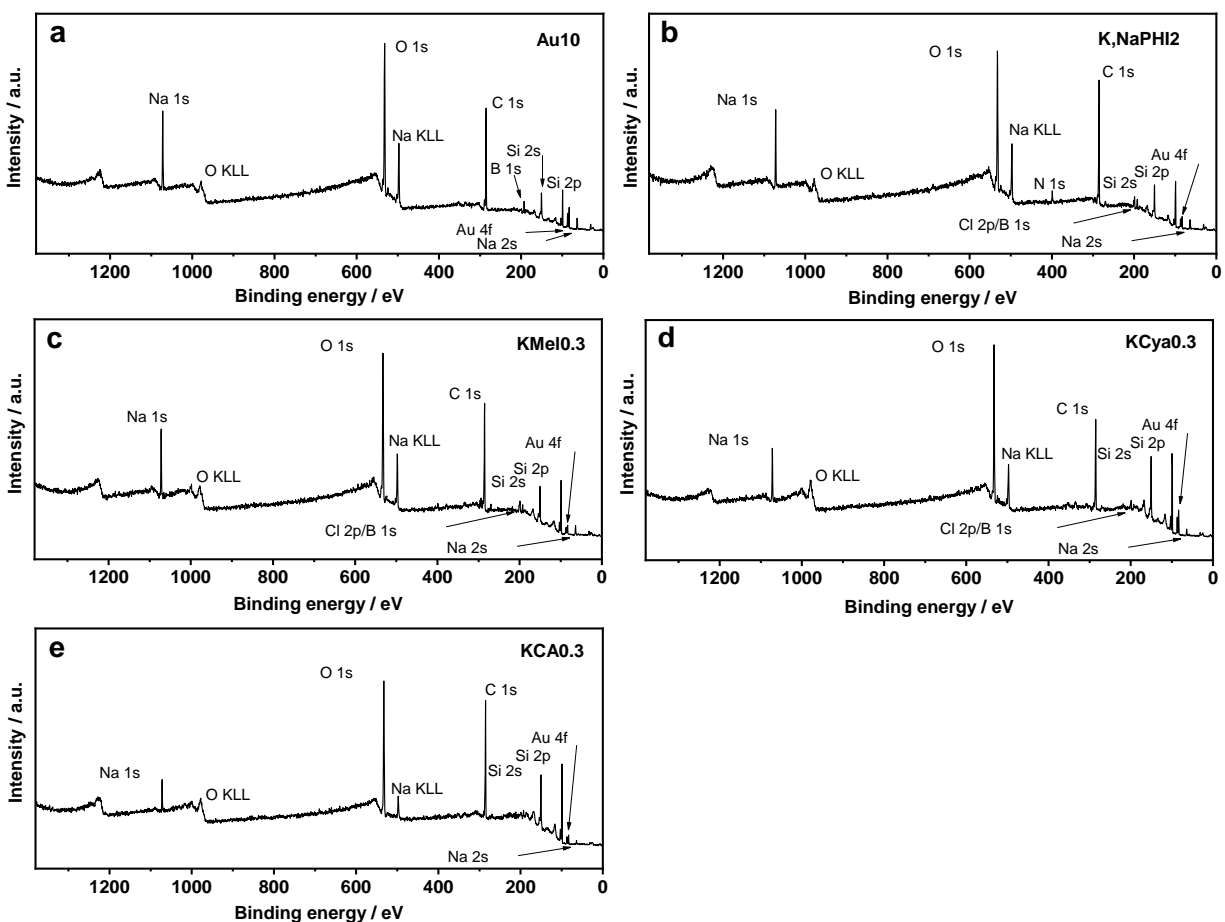 a
Au10
O 1s
C 1s
Na 1s
Na KLL
Si 2s
B 1s
O KLL
Si 2p
Au 4f
Na 2s
Intensity / a.u.
1200 1000 800 600 400 200 0
Binding energy / eV
b
K,NaPHI2
O 1s
C 1s
Na 1s
Na KLL
Au 4f
Si 2p
Si 2s
N 1s
O KLL
Cl 2p/B 1s
Na 2s
Intensity / a.u.
1200 1000 800 600 400 200 0
Binding energy / eV
c
KMel0.3
O 1s
C 1s
Na 1s
Na KLL
Au 4f
Si 2p
Si 2s
O KLL
Cl 2p/B 1s
Na 2s
Intensity / a.u.
1200 1000 800 600 400 200 0
Binding energy / eV
d
KCya0.3
O 1s
C 1s
Au 4f
Na 1s
Si 2p
Si 2s
Na KLL
O KLL
Cl 2p/B 1s
Na 2s
Intensity / a.u.
1200 1000 800 600 400 200 0
Binding energy / eV
e
KCA0.3
O 1s
C 1s
Au 4f
Si 2p
Si 2s
Na 1s
Na KLL
O KLL
Na 2s
Intensity / a.u.
1200 1000 800 600 400 200 0
Binding energy / eV